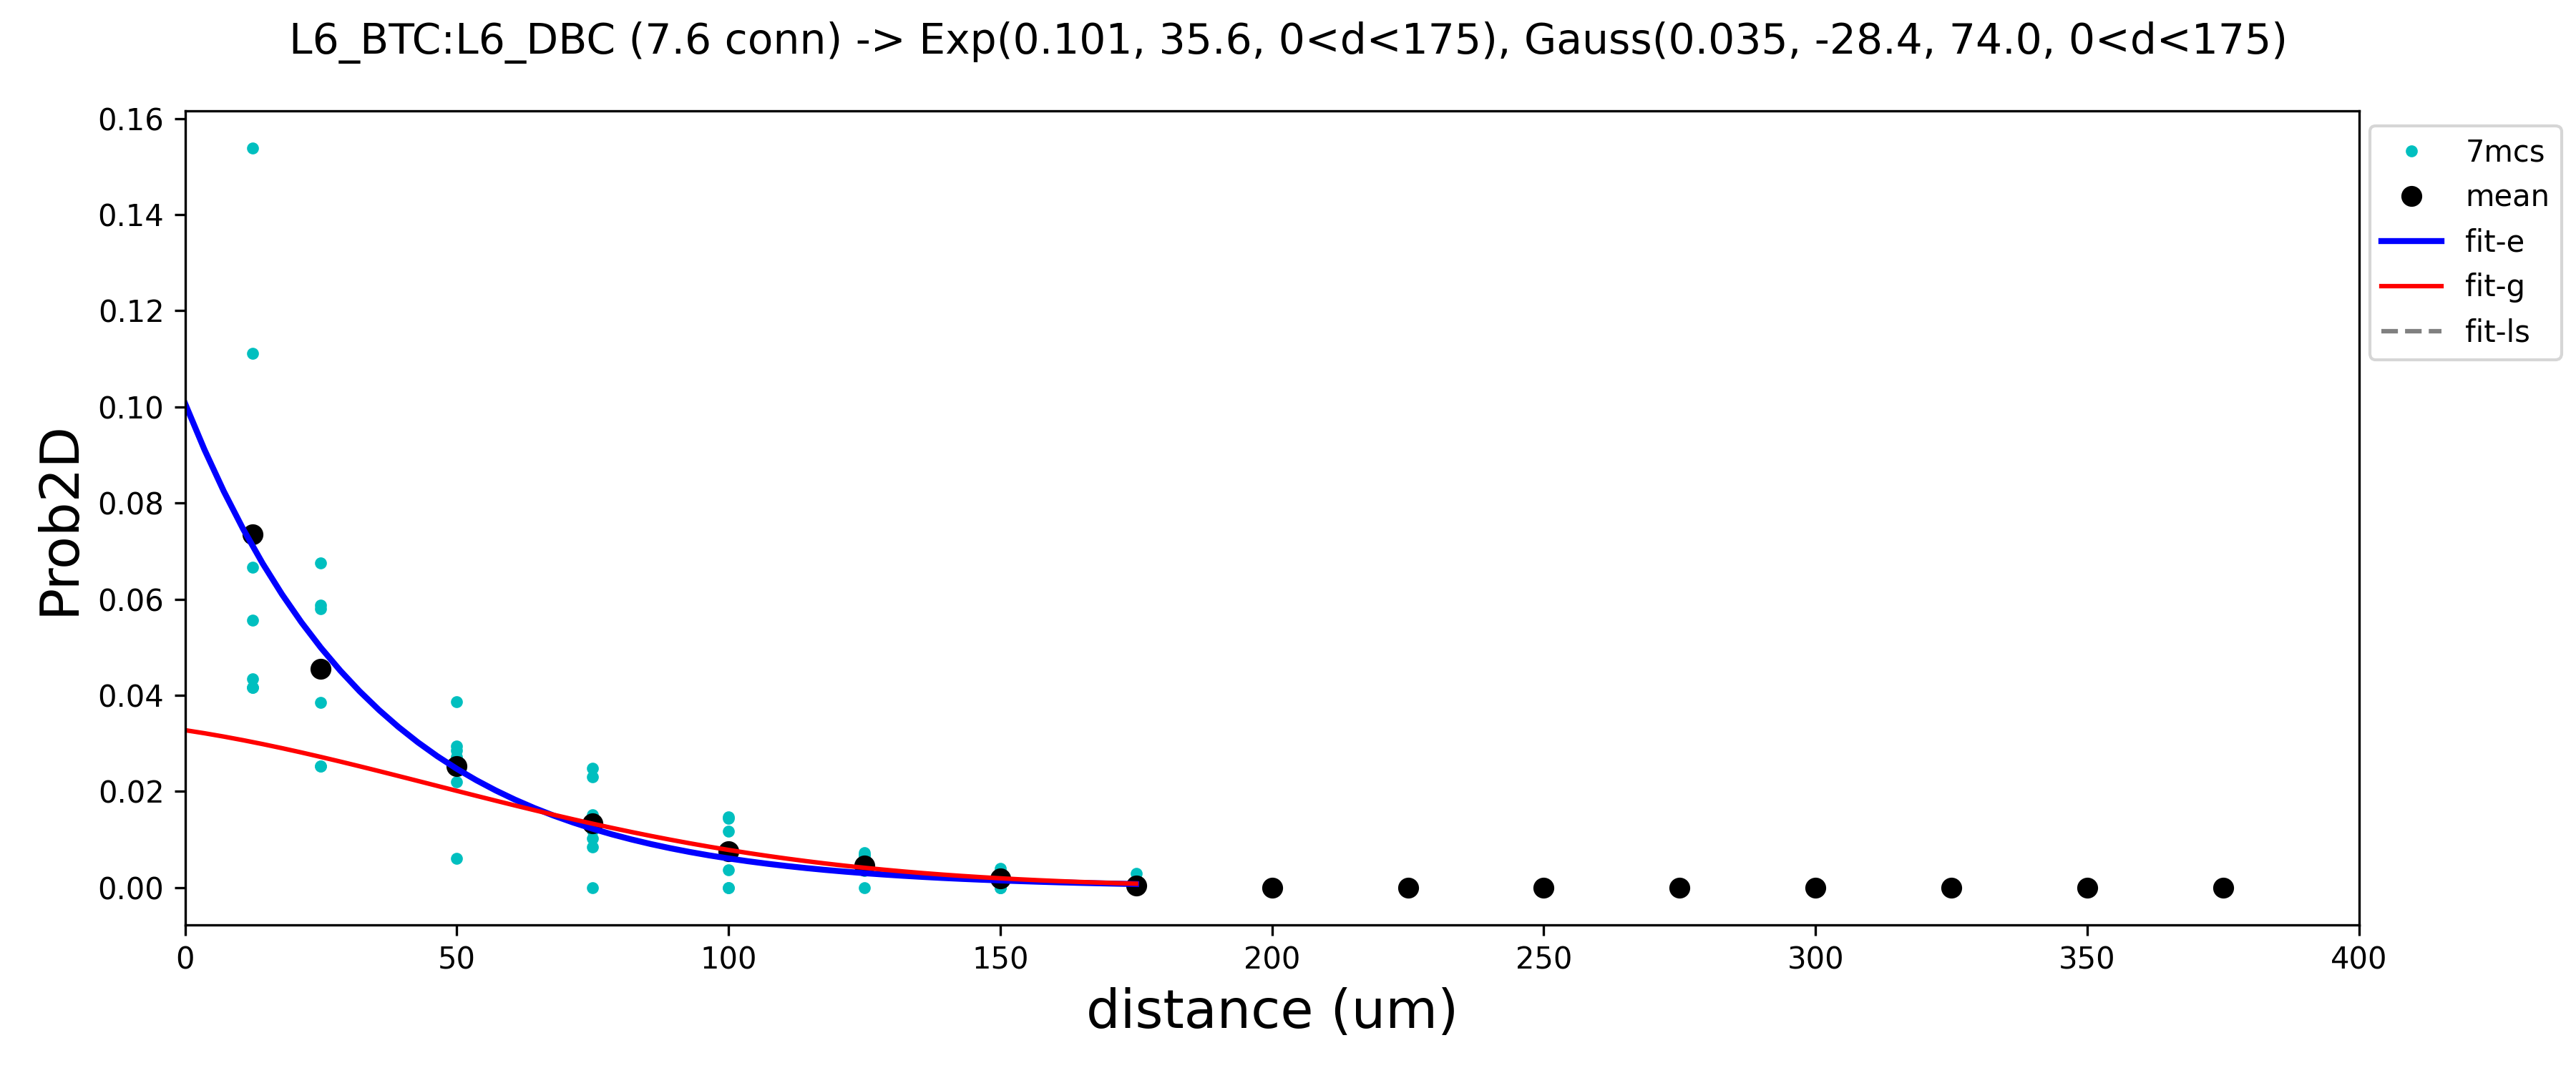 L6_BTC:L6_DBC (7.6 conn) -> Exp(0.101, 35.6, 0<d<175), Gauss(0.035, -28.4, 74.0, 0<d<175)
0.16
0.14
0.12
0.10
0.08
0.06
0.04
0.02
0.00
Prob2D
0 50 100 150 200 250 300 350 400
distance (um)
7mcs
mean
fit-e
fit-g
fit-ls